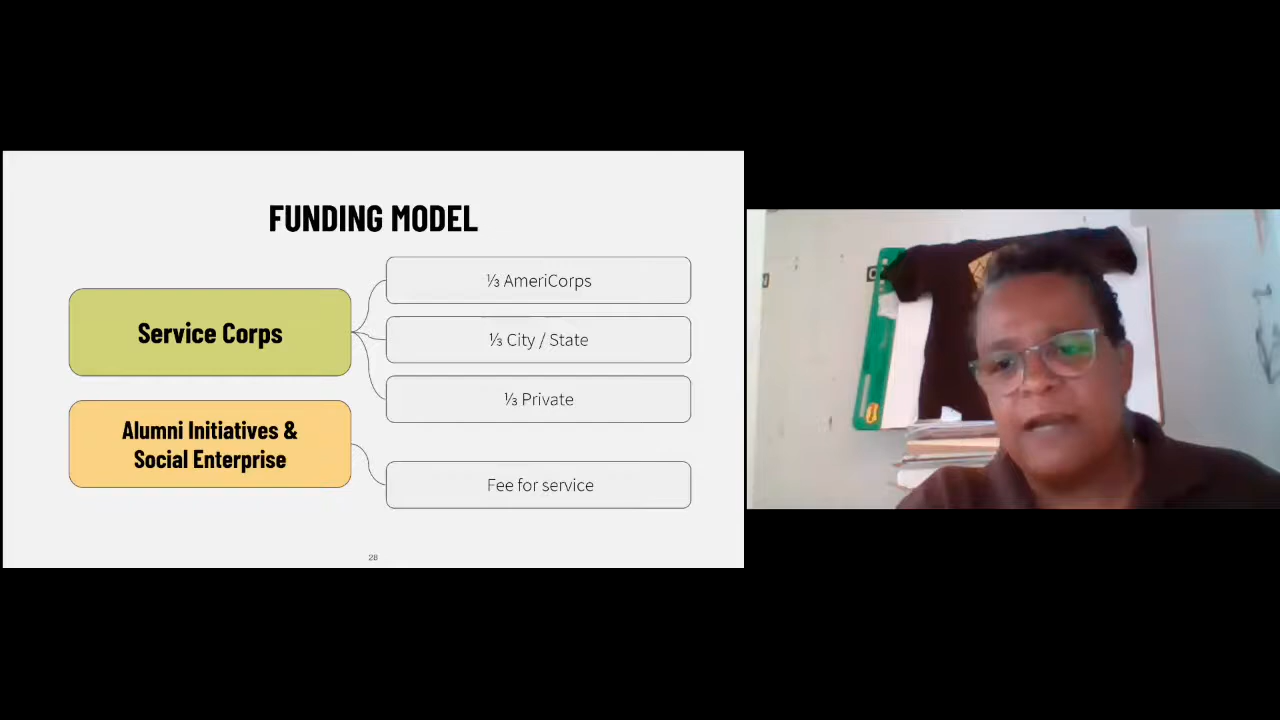 FUNDING MODEL
Service Corps
⅓ AmeriCorps
⅓ City / State
⅓ Private
Alumni Initiatives &
Social Enterprise
Fee for service
28